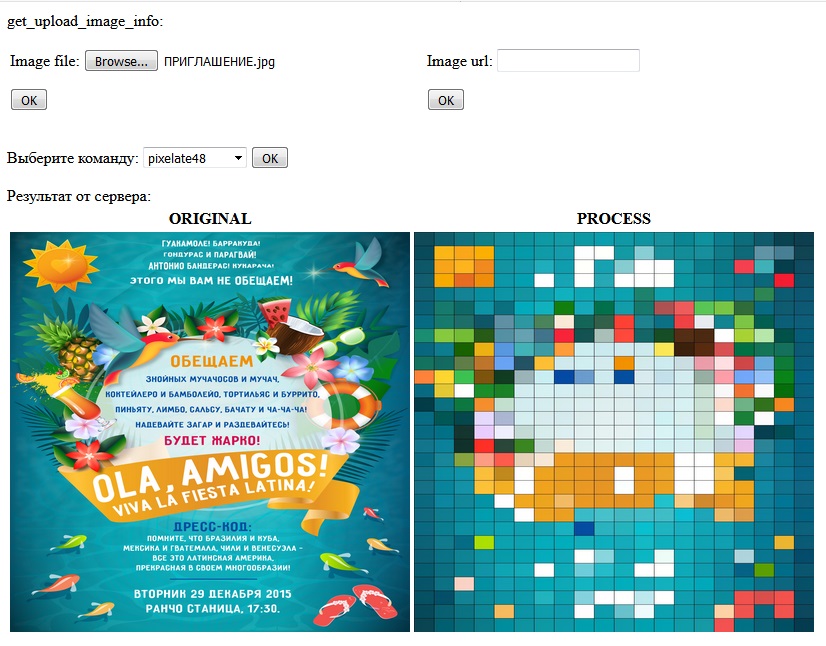 get_upload_image_info:
Image file: Browse... ПРИГЛАШЕНИЕ.jpg
Image url:
OK
OK
Выберите команду: pixelate48 OK
Результат от сервера:
ORIGINAL
PROCESS
ГУАКАМОЛЕ! БАРРАКУДА!
ГОНДУРАС И ПАРАГВАЙ!
АНТОНИО БАНДЕРАС! КУКАРАЧА!
ЭТОГО МЫ ВАМ НЕ ОБЕЩАЕМ!
ОБЕЩАЕМ
ЗНОЙНЫХ МУЧАЧОСОВ И МУЧАЧ,
КОКТЕЙЛЕРО И БАМБОЛЕЙО, ТОРТИЛЬЯС И БУРРИТО,
ПИНЬЯТУ, ЛИМБО, САЛЬСУ, БАЧАТУ И ЧА-ЧА-ЧА!
НАДЕВАЙТЕ ЗАГАР И РАЗДЕВАЙТЕСЬ!
БУДЕТ ЖАРКО!
OLA, AMIGOS!
VIVA LA FIESTA LATINA!
ДРЕСС-КОД:
ПОМНИТЕ, ЧТО БРАЗИЛИЯ И КУБА,
МЕКСИКА И ГВАТЕМАЛА, ЧИЛИ И ВЕНЕСУЭЛА -
ВСЕ ЭТО ЛАТИНСКАЯ АМЕРИКА,
ПРЕКРАСНАЯ В СВОЕМ МНОГООБРАЗИИ!
ВТОРНИК 29 ДЕКАБРЯ 2015
РАНЧО СТАНИЦА, 17:30.